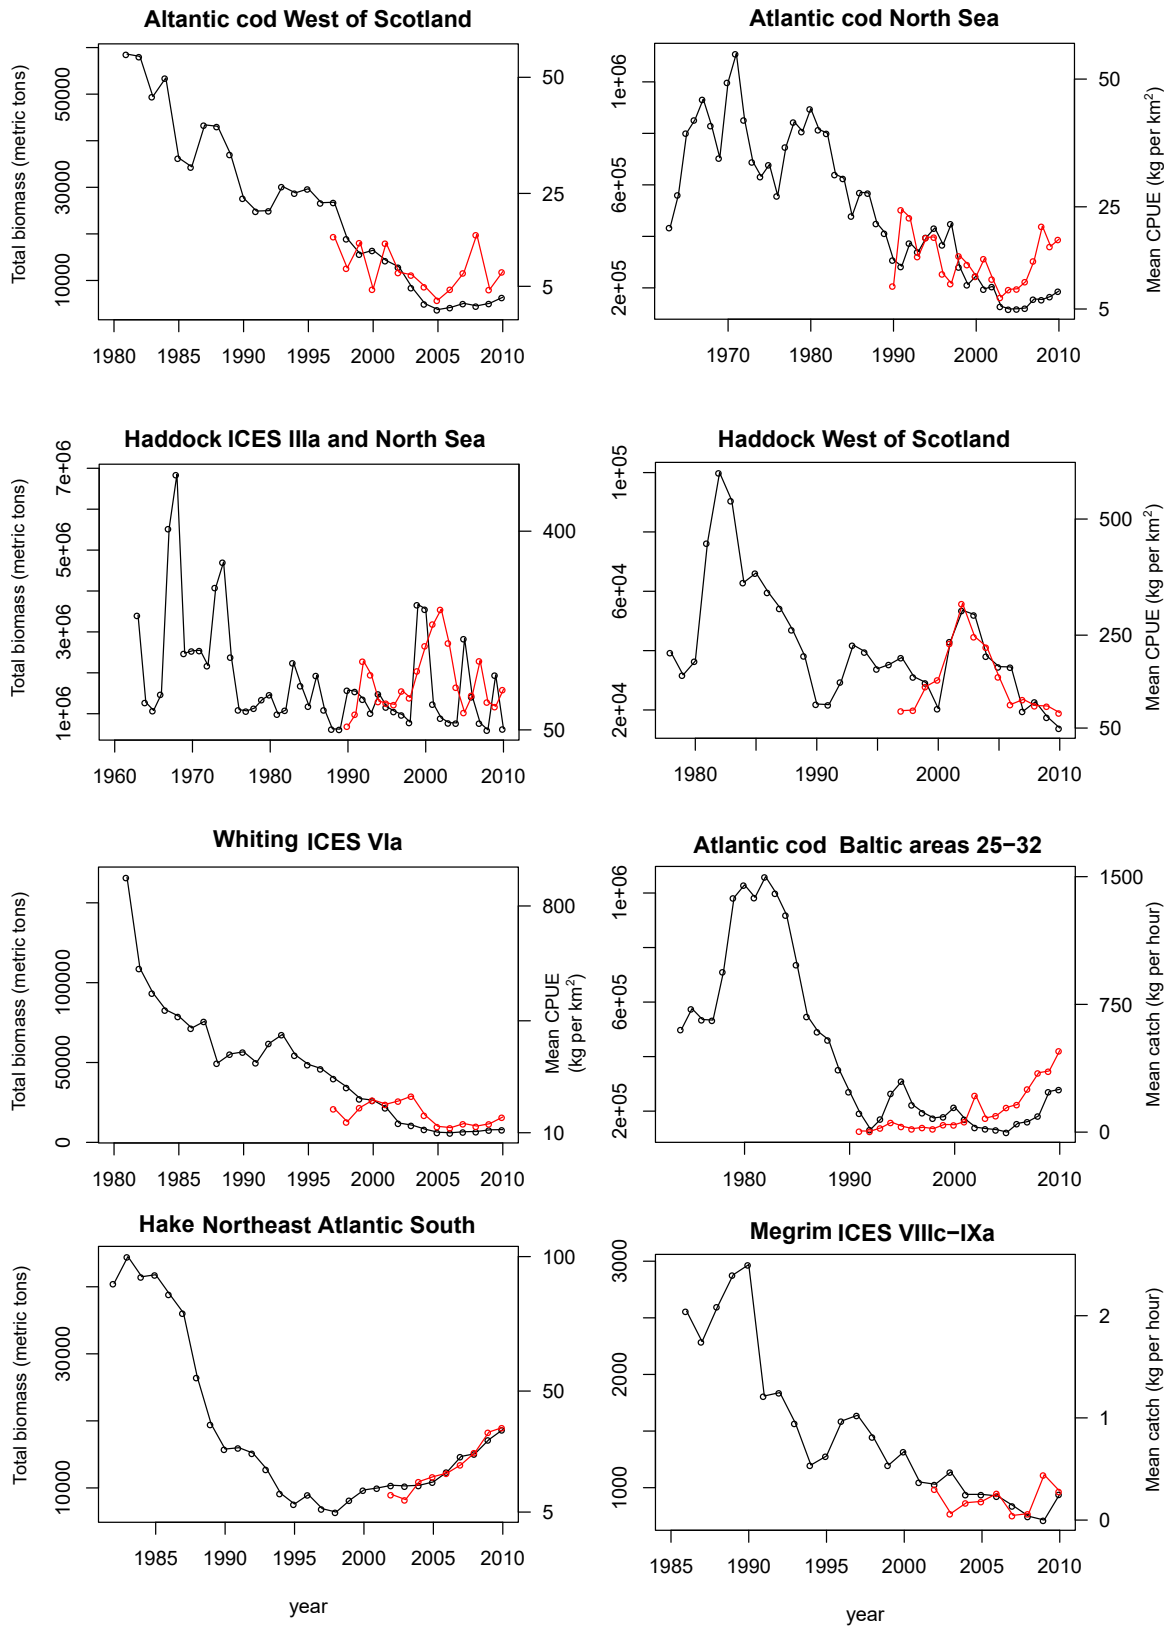 Altantic cod West of Scotland
Total biomass (metric tons)
10000 30000 50000
5 25 50
1980 1985 1990 1995 2000 2005 2010
Atlantic cod North Sea
2e+05 6e+05 1e+06
5 25 50
Mean CPUE (kg per km²)
1970 1980 1990 2000 2010
Haddock ICES IIIa and North Sea
Total biomass (metric tons)
1e+06 3e+06 5e+06 7e+06
50 400
1960 1970 1980 1990 2000 2010
Haddock West of Scotland
2e+04 6e+04 1e+05
50 250 500
Mean CPUE (kg per km²)
1980 1990 2000 2010
Whiting ICES VIa
Total biomass (metric tons)
0 50000 100000
10 800
Mean CPUE
(kg per km²)
1980 1985 1990 1995 2000 2005 2010
Atlantic cod Baltic areas 25−32
2e+05 6e+05 1e+06
0 750 1500
Mean catch (kg per hour)
1980 1990 2000 2010
Hake Northeast Atlantic South
Total biomass (metric tons)
10000 30000
5 50 100
1985 1990 1995 2000 2005 2010
year
Megrim ICES VIIIc−IXa
1000 2000 3000
0 1 2
Mean catch (kg per hour)
1985 1990 1995 2000 2005 2010
year